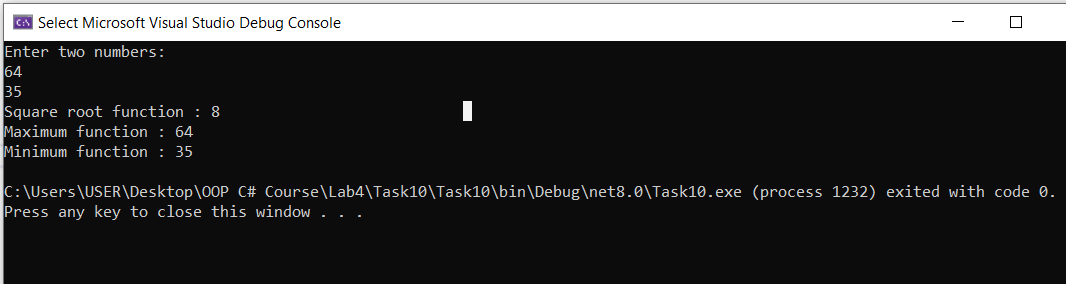 Select Microsoft Visual Studio Debug Console
Enter two numbers:
64
35
Square root function : 8
Maximum function : 64
Minimum function : 35
C:\Users\USER\Desktop\OOP C# Course\Lab4\Task10\Task10\bin\Debug\net8.0\Task10.exe (process 1232) exited with code 0.
Press any key to close this window . . .